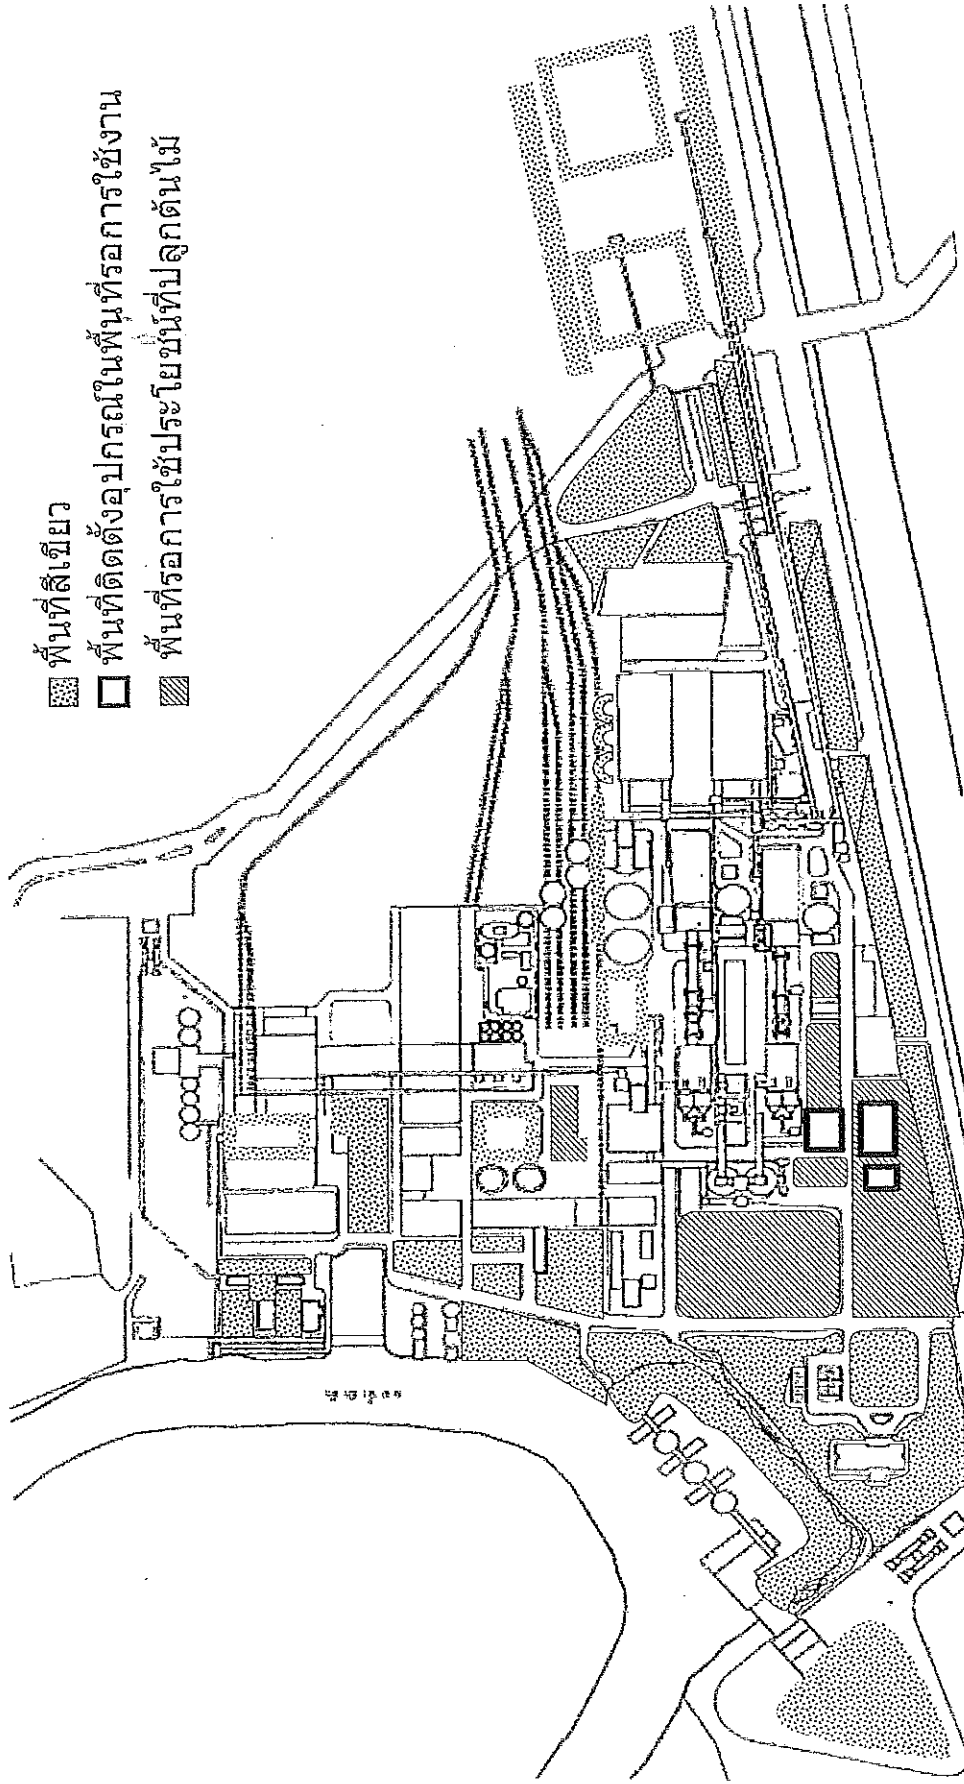 พื้นที่สีเขียว
พื้นที่ติดตั้งอุปกรณ์ในพื้นที่รอการใช้งาน
พื้นที่รอการใช้ประโยชน์ที่ปลูกต้นไม้